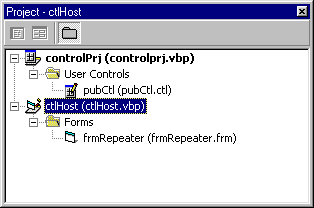 Project - ctlHost
controlPrj (controlprj.vbp)
User Controls
pubCtl (pubCtl.ctl)
ctlHost (ctlHost.vbp)
Forms
frmRepeater (frmRepeater.frm)